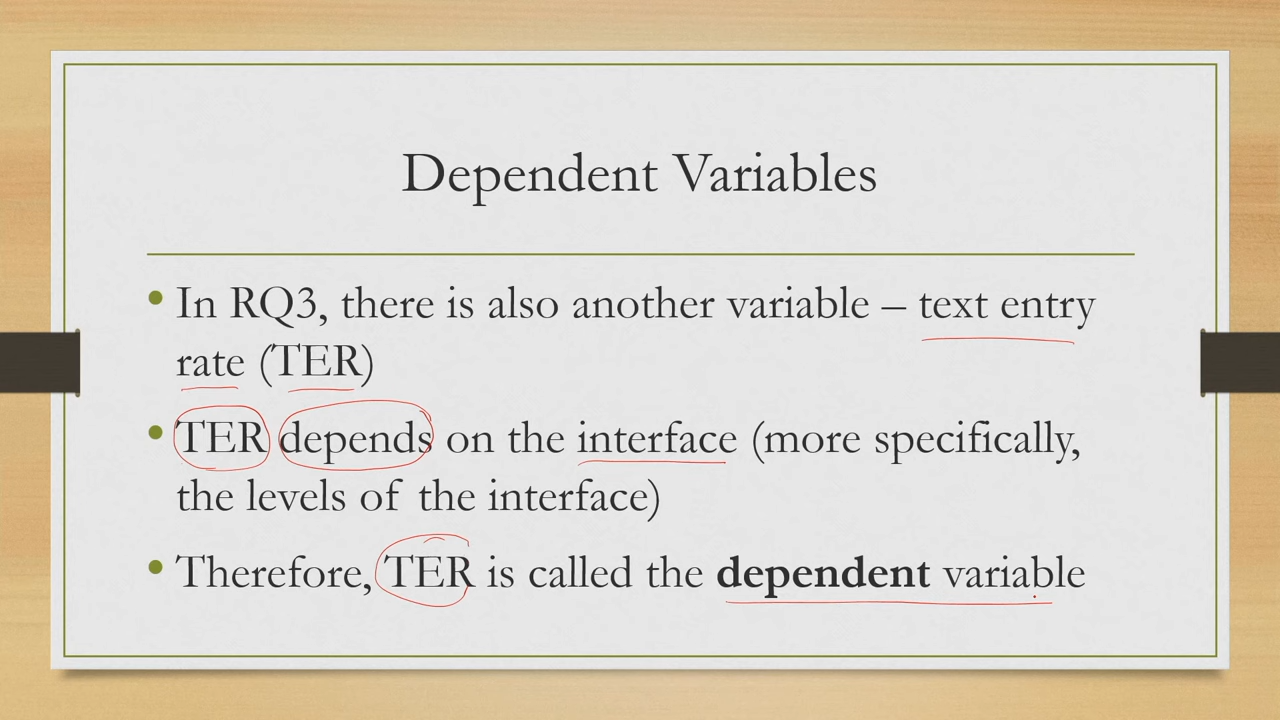 Dependent Variables
• In RQ3, there is also another variable – text entry
rate (TER)
• TER depends on the interface (more specifically,
the levels of the interface)
• Therefore, TER is called the dependent variable